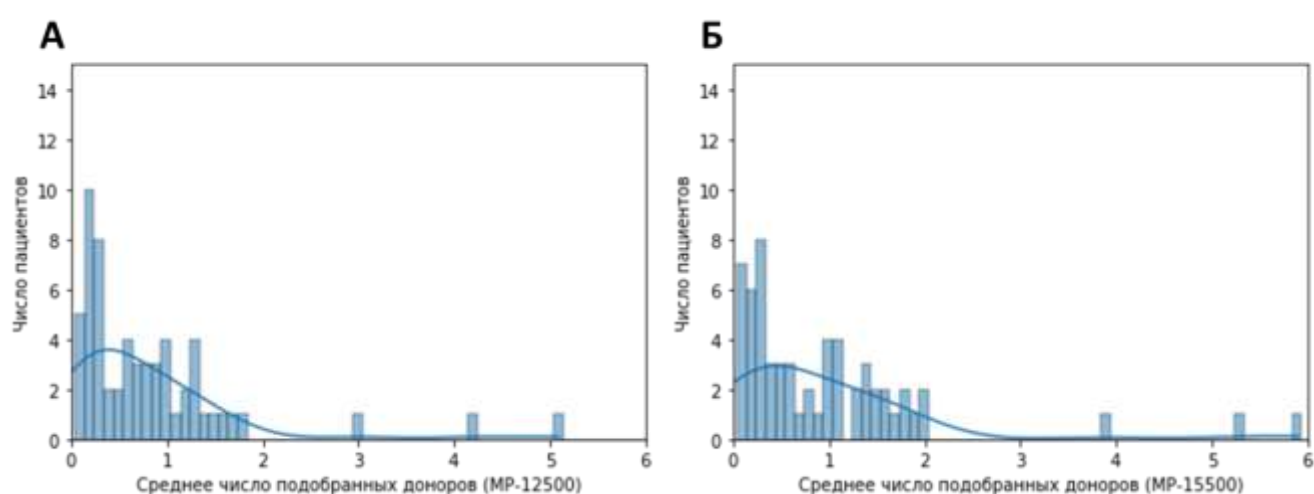 А
Число пациентов
14
12
10
8
6
4
2
0
0 1 2 3 4 5 6
Среднее число подобранных доноров (MP-12500)
Б
Число пациентов
14
12
10
8
6
4
2
0
0 1 2 3 4 5 6
Среднее число подобранных доноров (MP-15500)